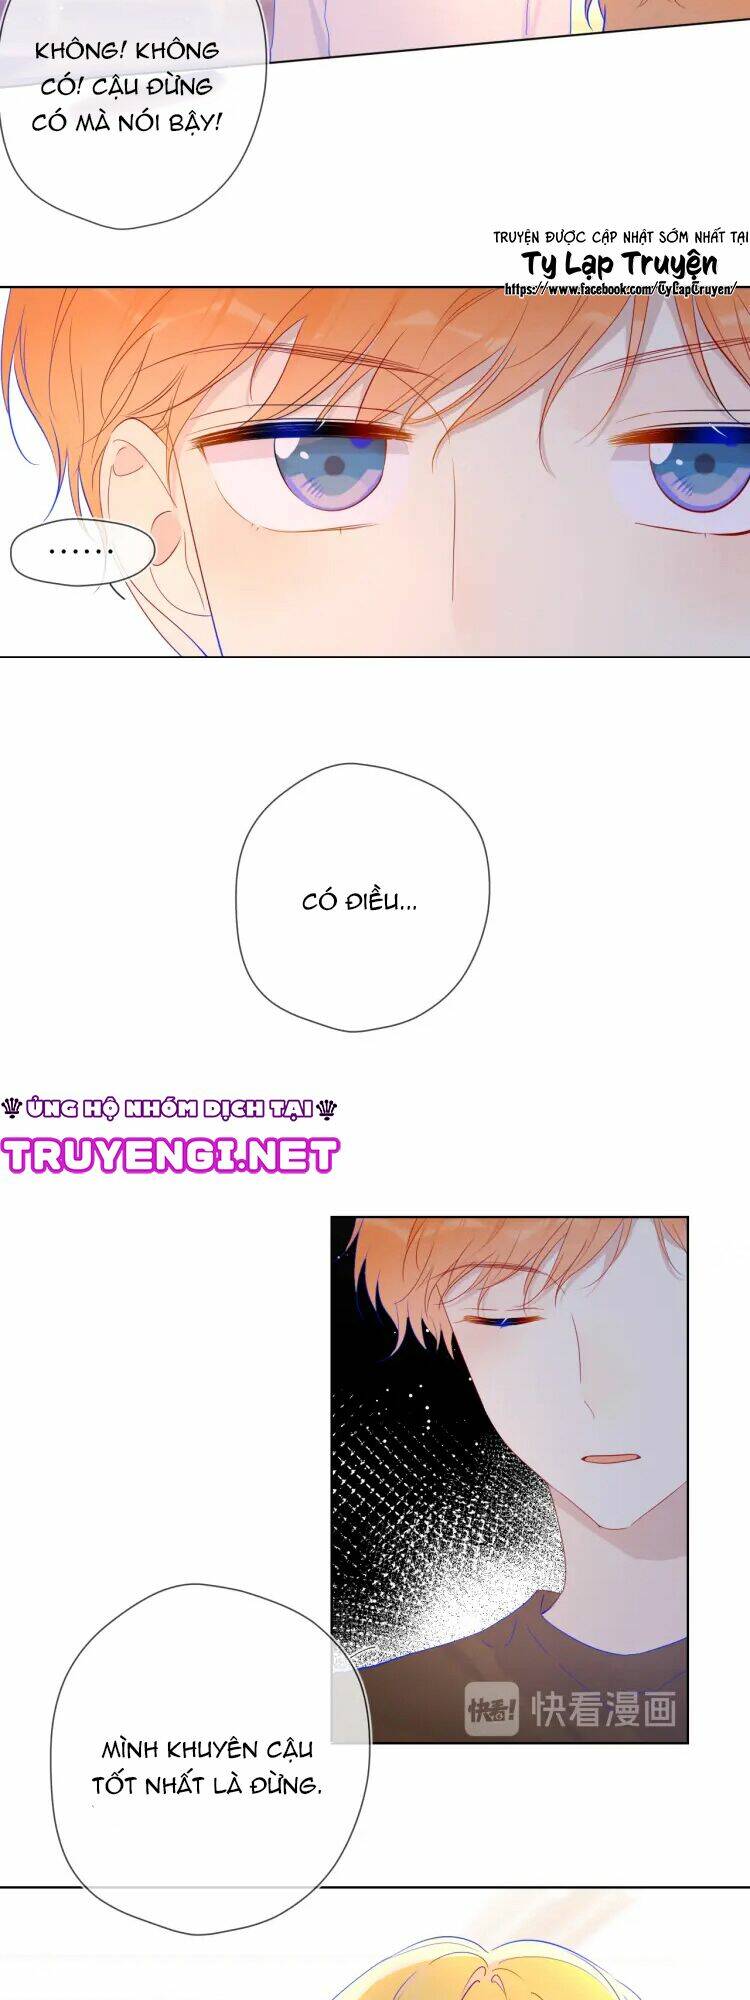 KHÔNG! KHÔNG
CÓ! CẬU ĐỪNG
CÓ MÀ NÓI BẬY!
TRUYỆN ĐƯỢC CẬP NHẬT SỚM NHẤT TẠI
Ty Lạp Truyện
https://www.facebook.com/TyLapTruyen/
......
CÓ ĐIỀU...
ỦNG HỘ NHÓM DỊCH TẠI
TRUYENGI.NET
快看! 快看漫画
MÌNH KHUYÊN CẬU
TỐT NHẤT LÀ ĐỪNG.